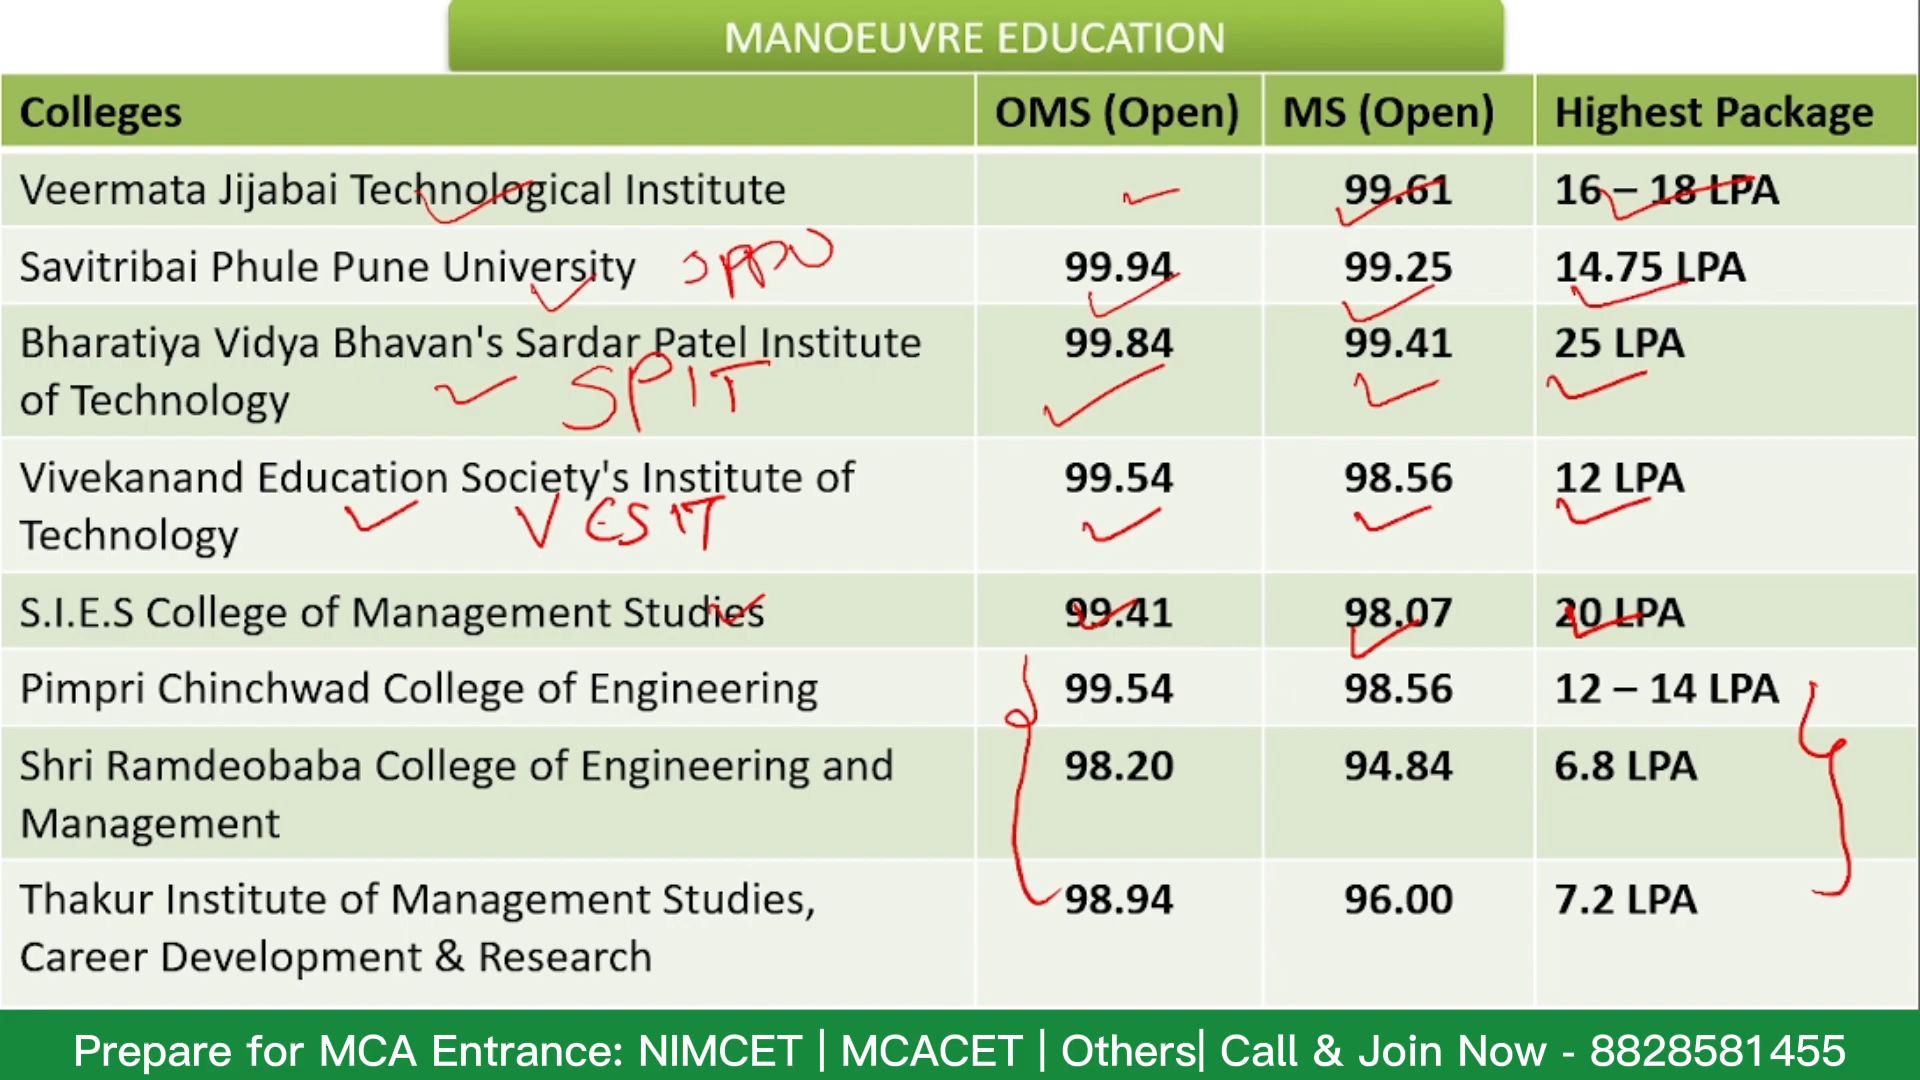 MANOEUVRE EDUCATION
Colleges OMS (Open) MS (Open) Highest Package
Veermata Jijabai Technological Institute 99.61 16 – 18 LPA
Savitribai Phule Pune University SPPU 99.94 99.25 14.75 LPA
Bharatiya Vidya Bhavan's Sardar Patel Institute 99.84 99.41 25 LPA
of Technology SPIT
Vivekanand Education Society's Institute of 99.54 98.56 12 LPA
Technology VESIT
S.I.E.S College of Management Studies 99.41 98.07 20 LPA
Pimpri Chinchwad College of Engineering 99.54 98.56 12 – 14 LPA
Shri Ramdeobaba College of Engineering and 98.20 94.84 6.8 LPA
Management
Thakur Institute of Management Studies, 98.94 96.00 7.2 LPA
Career Development & Research
Prepare for MCA Entrance: NIMCET | MCACET | Others| Call & Join Now - 8828581455